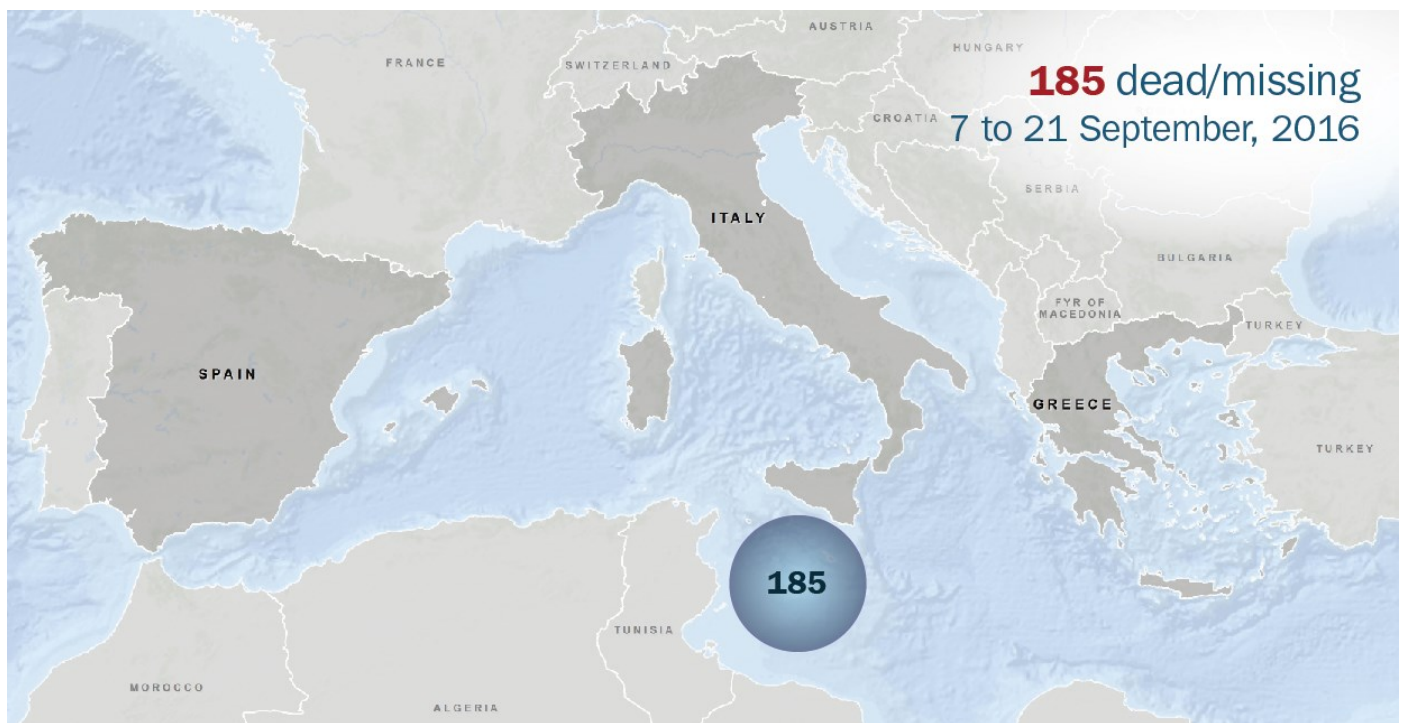 AUSTRIA
HUNGARY
FRANCE
SWITZERLAND
185 dead/missing
CROATIA
7 to 21 September, 2016
SERBIA
ITALY
BULGARIA
FYR OF
MACEDONIA
TURKEY
SPAIN
GREECE
TURKEY
185
TUNISIA
MOROCCO
ALGERIA